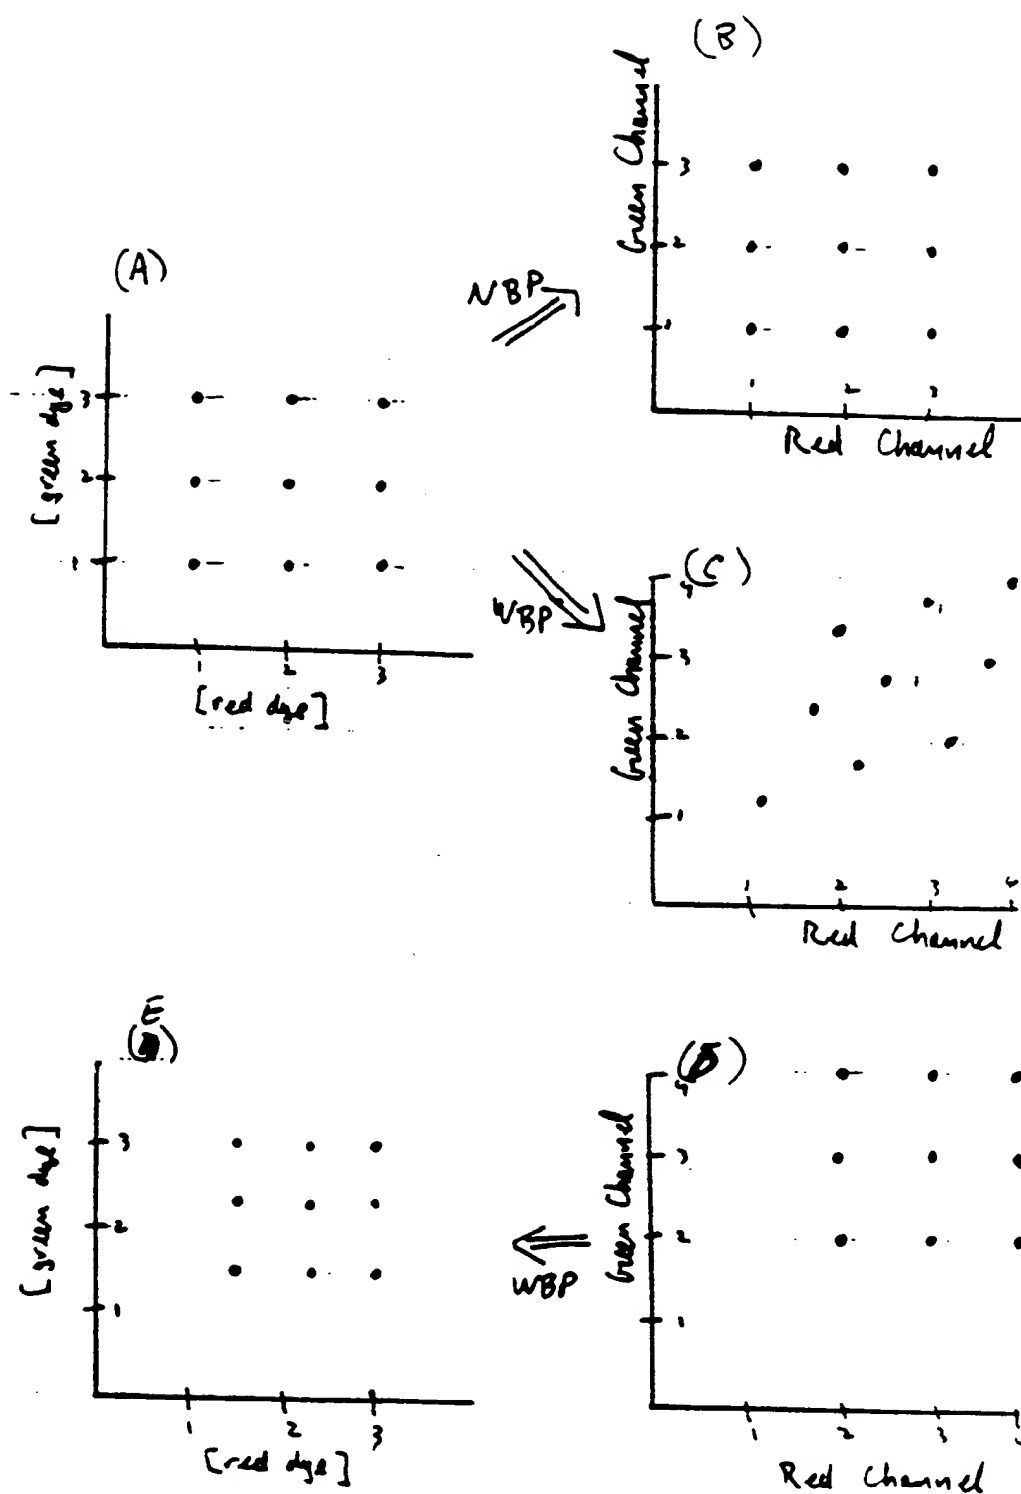 (B)
Green Channel
3
2
1
1 2 3
Red Channel
(A)
NBP
[green dye]
3
2
1
1 2 3
[red dye]
WBP
(C)
Green Channel
4
3
2
1
1 2 3 4
Red Channel
E
[green dye]
3
2
1
1 2 3
[red dye]
WBP
(D)
Green Channel
4
3
2
1
1 2 3
Red Channel